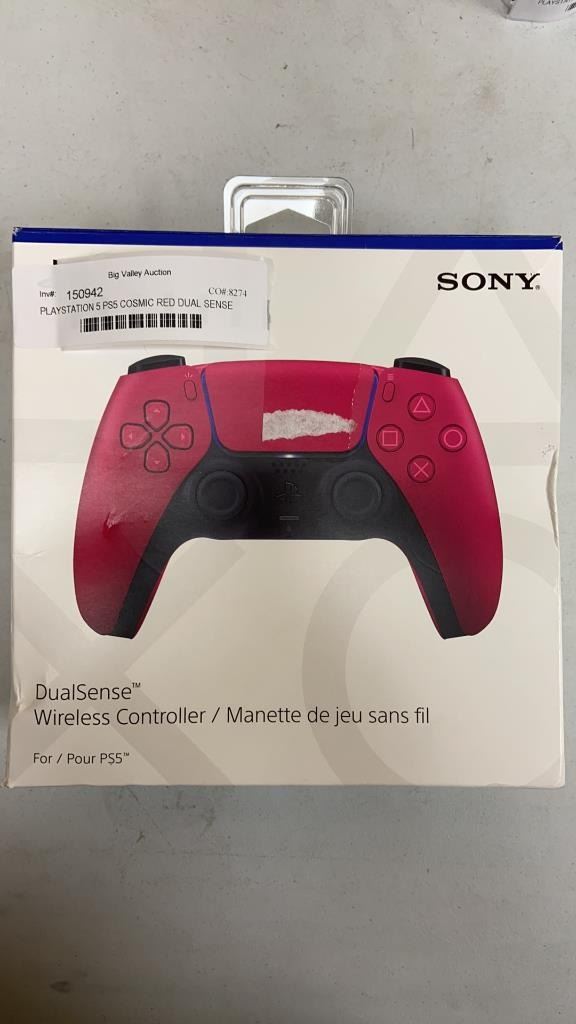 Big Valley Auction
Inv#: 150942 CO#:8274
PLAYSTATION 5 PS5 COSMIC RED DUAL SENSE
SONY
DualSense™
Wireless Controller / Manette de jeu sans fil
For / Pour PS5™